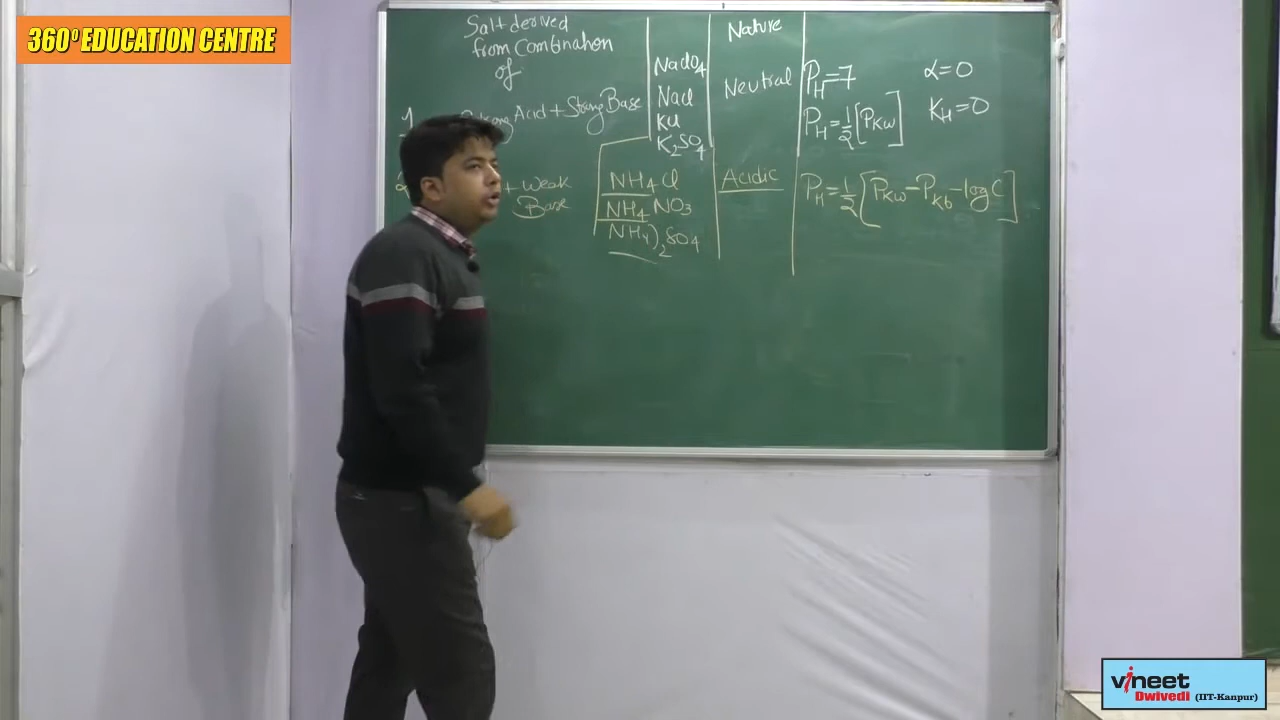 360⁰ EDUCATION CENTRE
Salt derived
from Combination
of
Nature
1
Acid + Strong Base
NaClO4
NaCl
KCl
K2SO4
Neutral
PH=7
PH=1/2[PKw]
α=0
KH=0
+ Weak
Base
NH4Cl
NH4NO3
NH4)2SO4
Acidic
PH=1/2[PKw-PKb-logC]
vineet
Dwivedi (IIT-Kanpur)